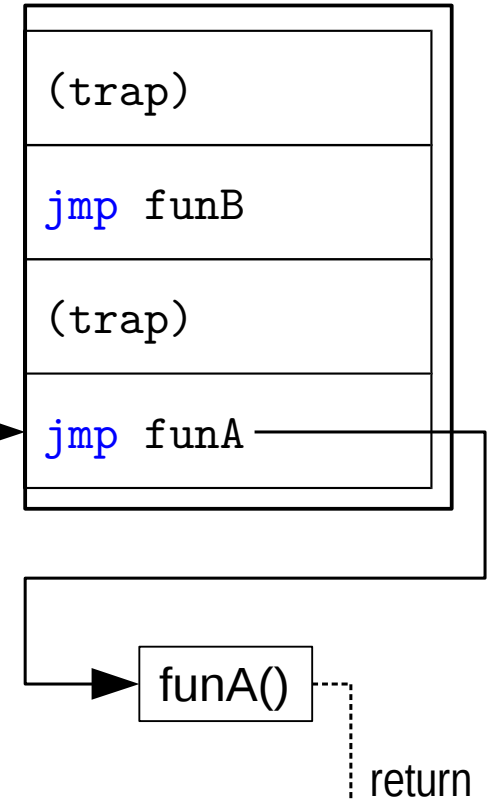 (trap)
jmp funB
(trap)
jmp funA
funA()
return